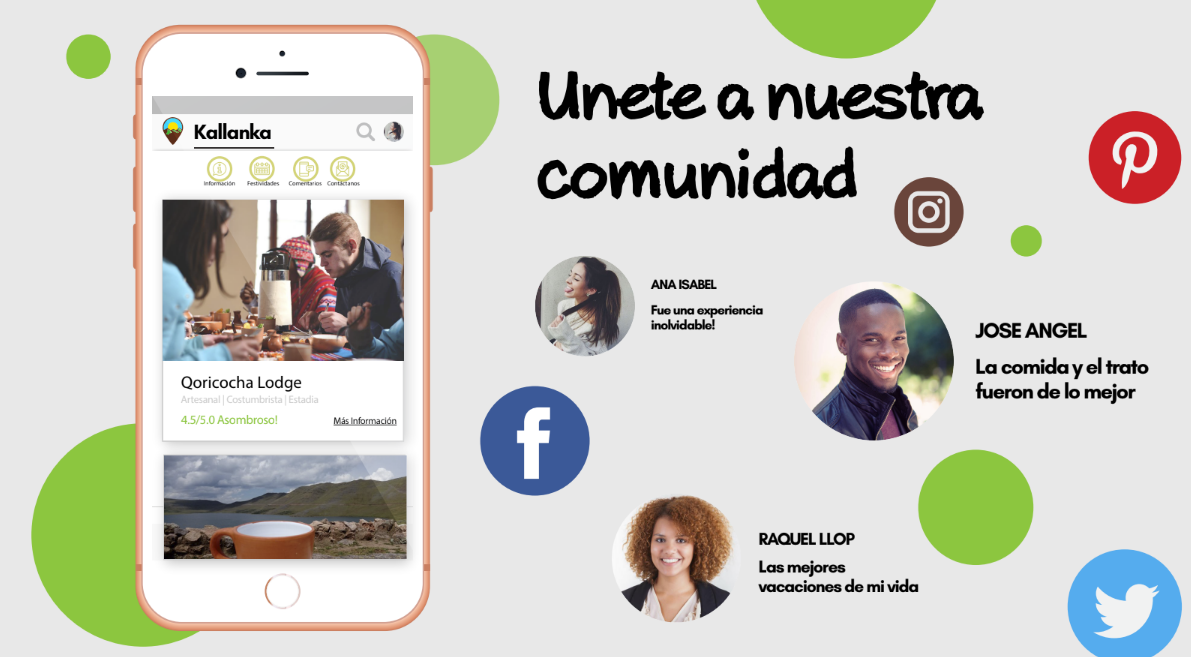 Kallanka
Información Festividades Comentarios Contáctanos
Qoricocha Lodge
Artesanal | Costumbrista | Estadia
4.5/5.0 Asombroso!
Más Información
Unete a nuestra
comunidad
ANA ISABEL
Fue una experiencia
inolvidable!
JOSE ANGEL
La comida y el trato
fueron de lo mejor
RAQUEL LLOP
Las mejores
vacaciones de mi vida